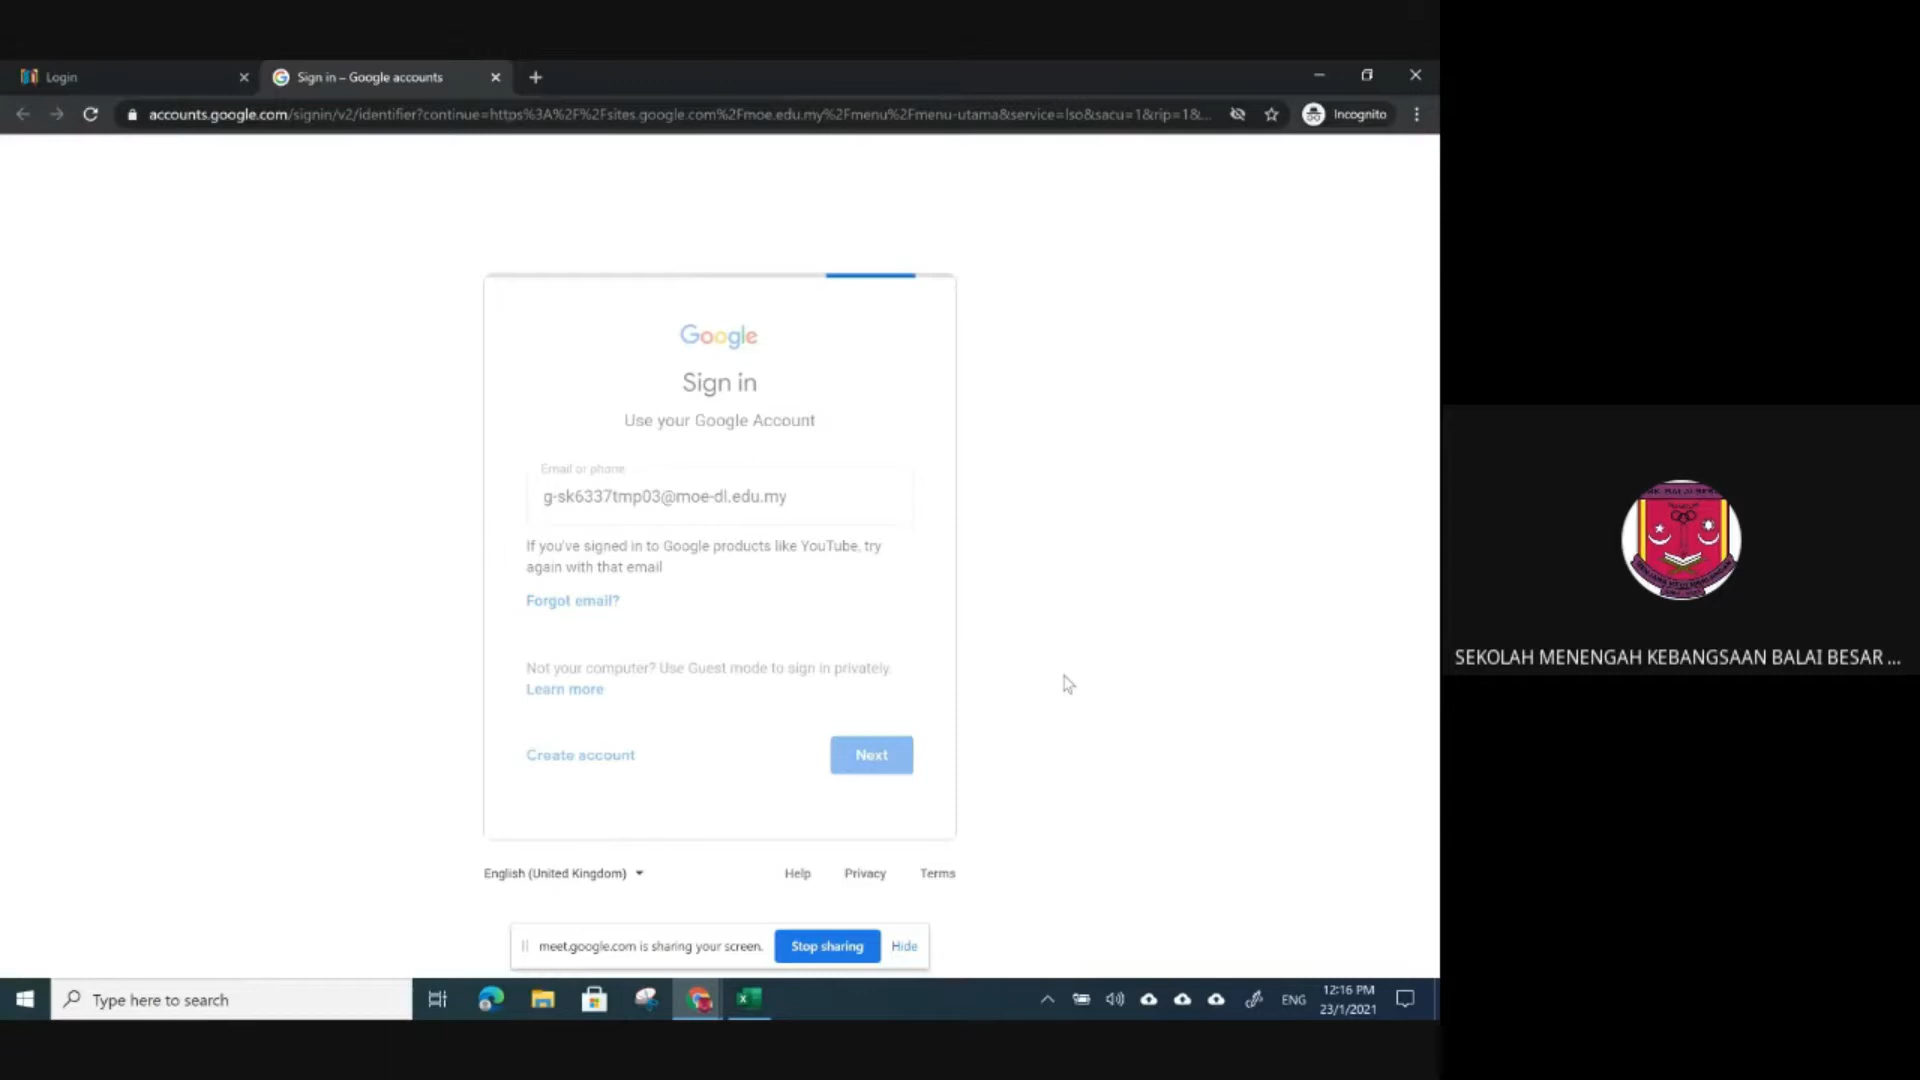 Login
Sign in – Google accounts
accounts.google.com/signin/v2/identifier?continue=https%3A%2F%2Fsites.google.com%2Fmoe.edu.my%2Fmenu%2Fmenu-utama&service=lso&sacu=1&rip=1&...
Incognito
Google
Sign in
Use your Google Account
Email or phone
g-sk6337tmp03@moe-dl.edu.my
If you've signed in to Google products like YouTube, try
again with that email
Forgot email?
Not your computer? Use Guest mode to sign in privately.
Learn more
Create account
Next
English (United Kingdom)
Help
Privacy
Terms
meet.google.com is sharing your screen.
Stop sharing
Hide
SEKOLAH MENENGAH KEBANGSAAN BALAI BESAR ...
Type here to search
ENG
12:16 PM
23/1/2021